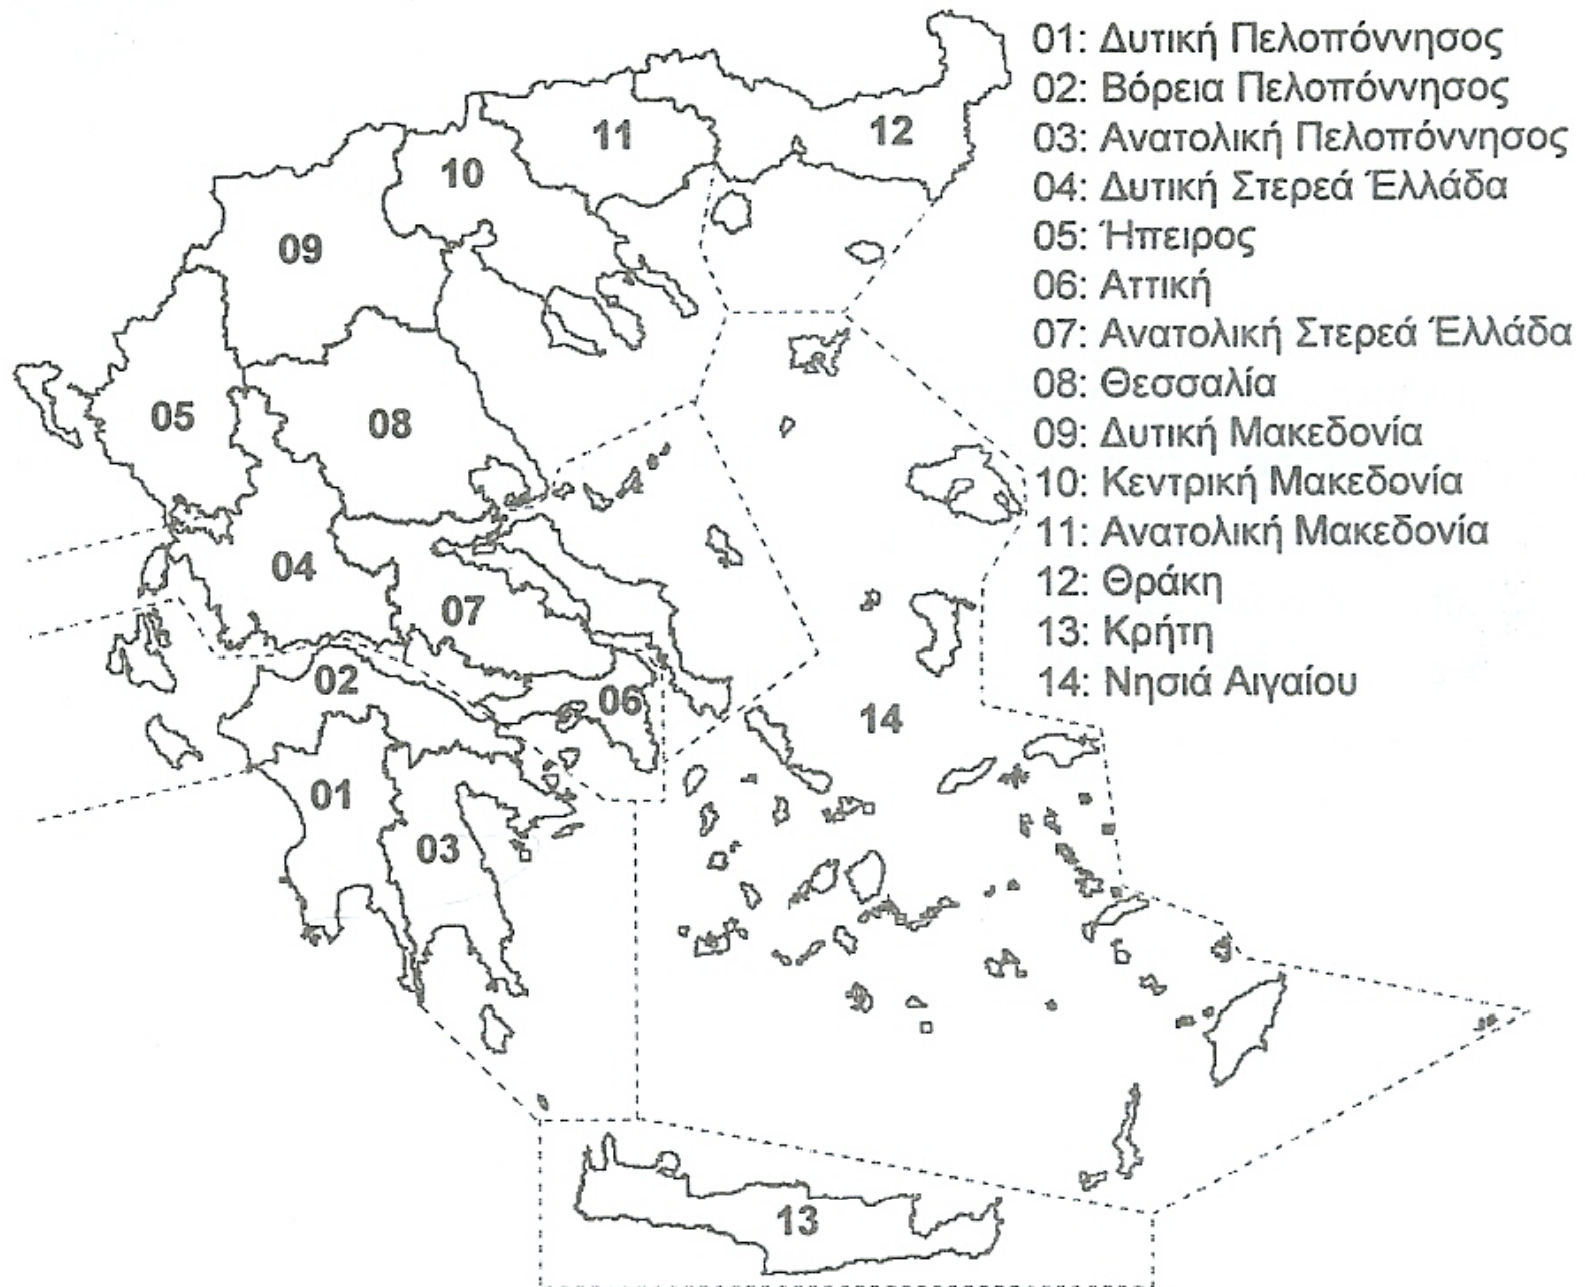 01: Δυτική Πελοπόννησος
02: Βόρεια Πελοπόννησος
03: Ανατολική Πελοπόννησος
04: Δυτική Στερεά Έλλάδα
05: Ήπειρος
06: Αττική
07: Ανατολική Στερεά Έλλάδα
08: Θεσσαλία
09: Δυτική Μακεδονία
10: Κεντρική Μακεδονία
11: Ανατολική Μακεδονία
12: Θράκη
13: Κρήτη
14: Νησιά Αιγαίου
11
12
10
09
05
08
04
07
02
06
14
01
03
13